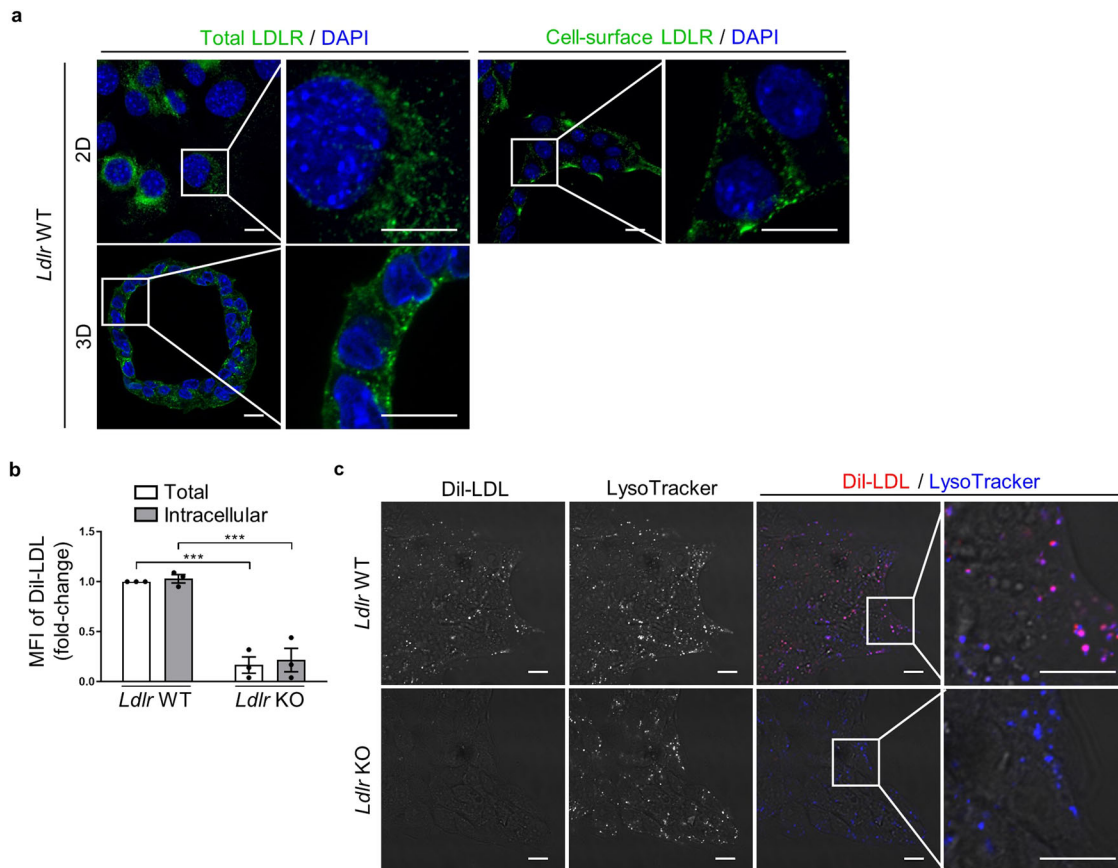 a
Total LDLR / DAPI
Cell-surface LDLR / DAPI
Ldlr WT
2D
3D
b
Total
Intracellular
MFI of Dil-LDL
(fold-change)
1.5
1.0
0.5
0.0
***
***
Ldlr WT
Ldlr KO
c
Dil-LDL
LysoTracker
Dil-LDL / LysoTracker
Ldlr WT
Ldlr KO